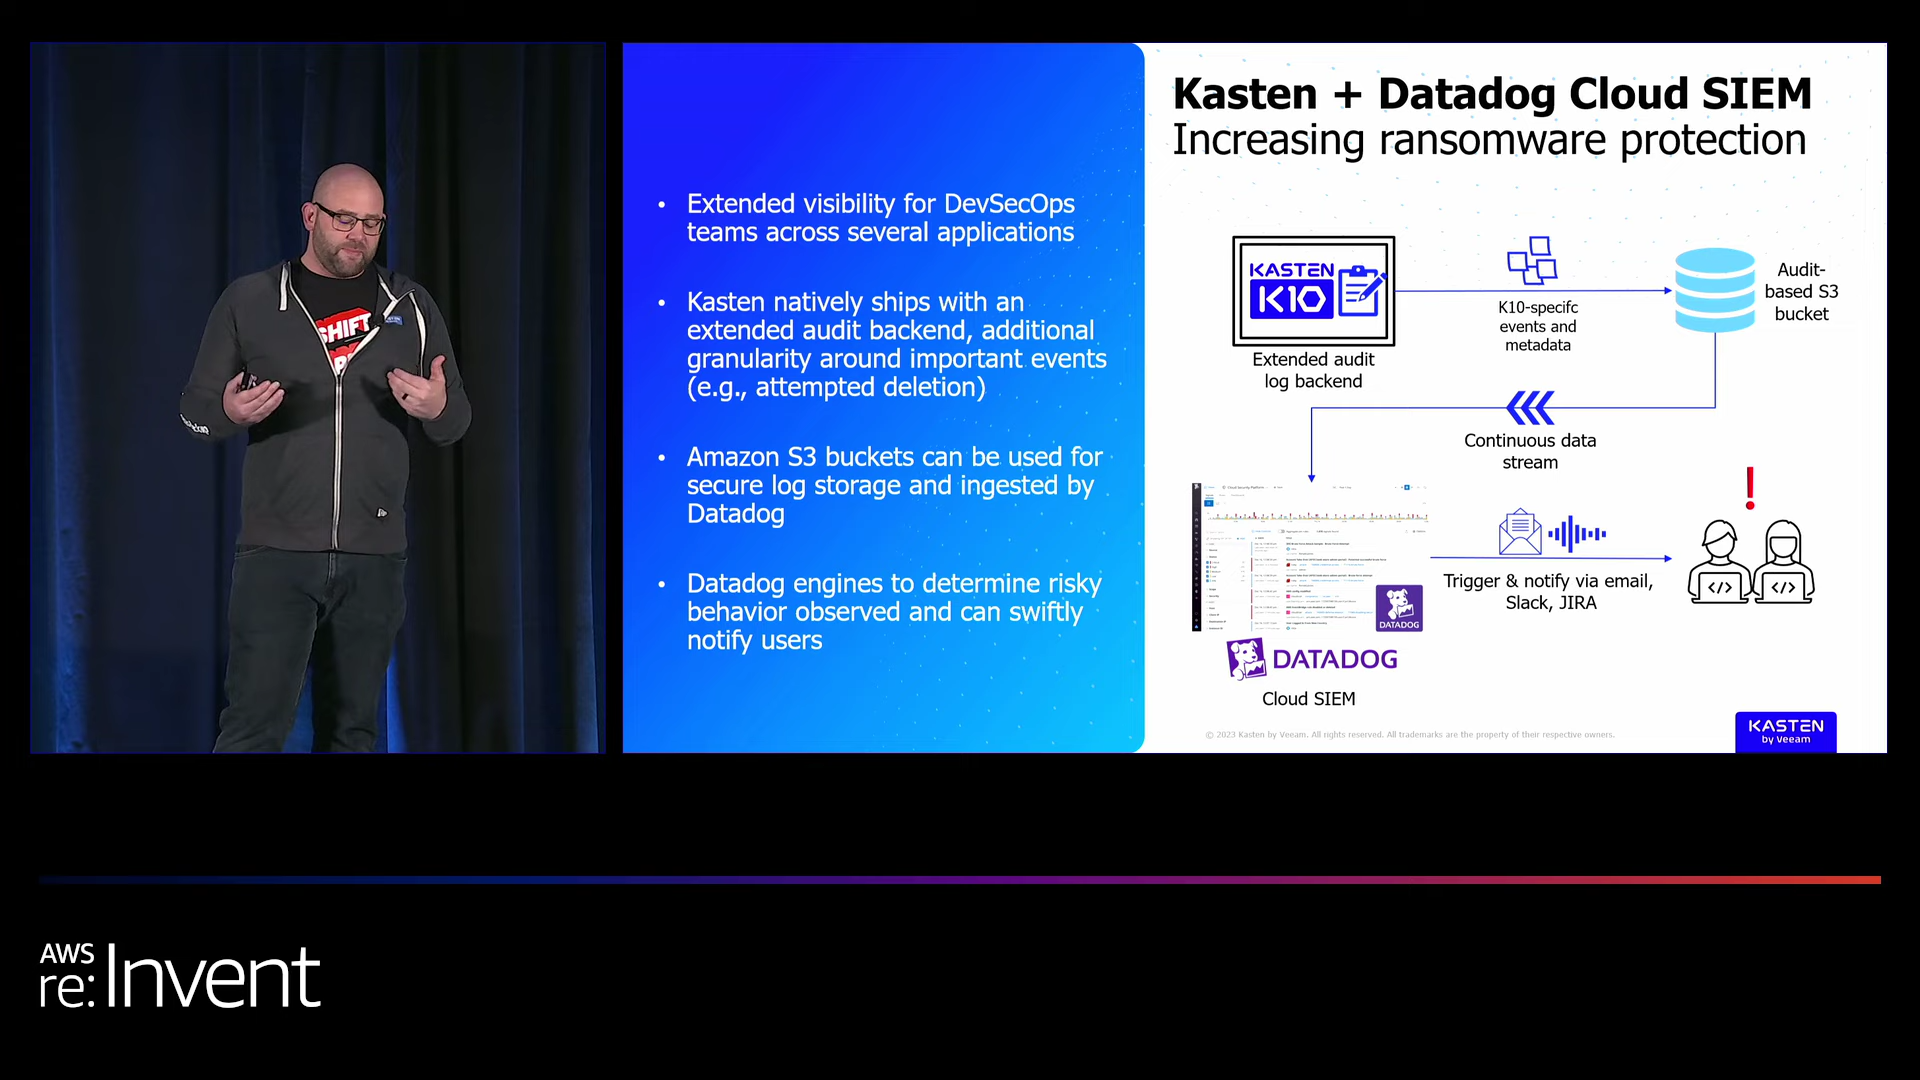 SHIFT
• Extended visibility for DevSecOps
teams across several applications
• Kasten natively ships with an
extended audit backend, additional
granularity around important events
(e.g., attempted deletion)
• Amazon S3 buckets can be used for
secure log storage and ingested by
Datadog
• Datadog engines to determine risky
behavior observed and can swiftly
notify users
Kasten + Datadog Cloud SIEM
Increasing ransomware protection
KASTEN
K10
Extended audit
log backend
K10-specifc
events and
metadata
Audit-
based S3
bucket
Continuous data
stream
DATADOG
DATADOG
Cloud SIEM
Trigger & notify via email,
Slack, JIRA
</>
</>
© 2023 Kasten by Veeam. All rights reserved. All trademarks are the property of their respective owners.
KASTEN
by Veeam
AWS
re:Invent